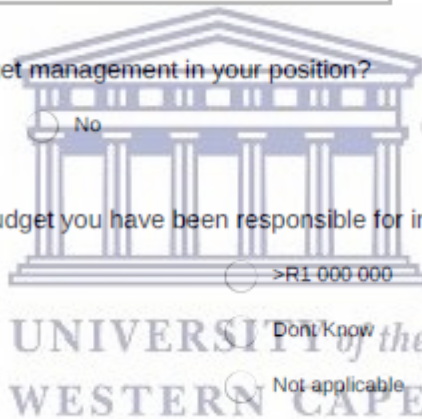 et management in your position?
No
udget you have been responsible for in
>R1 000 000
Dont Know
Not applicable
UNIVERSITY of the
WESTERN CAPE